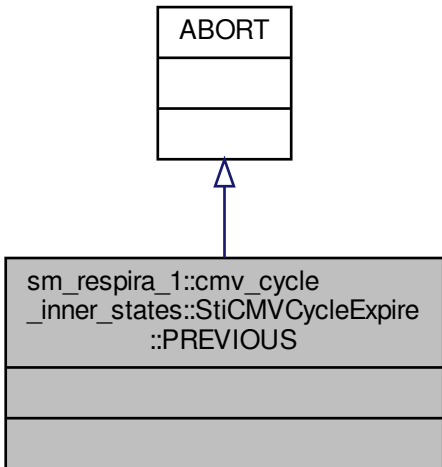 ABORT
sm_respira_1::cmv_cycle
_inner_states::StiCMVCycleExpire
::PREVIOUS